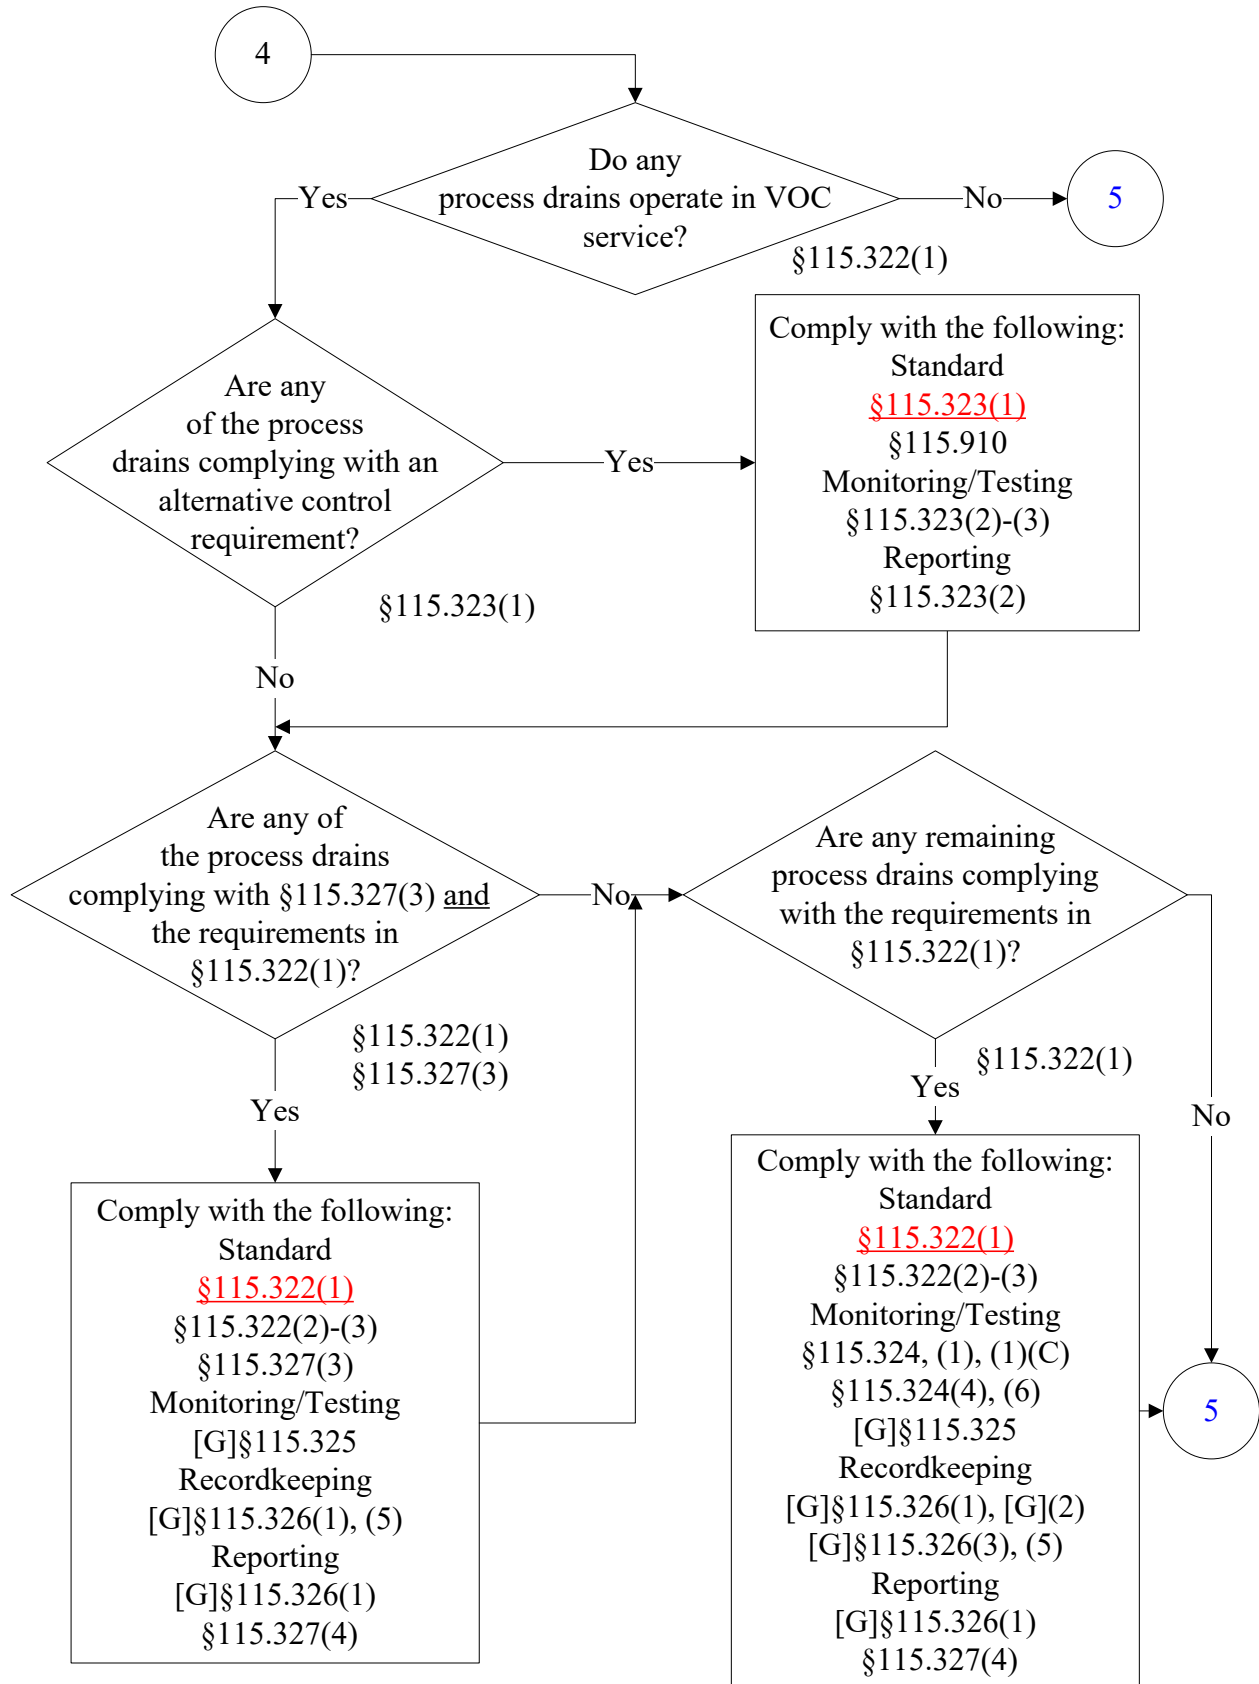 4
Do any
process drains operate in VOC
service?
Yes
No
5
§115.322(1)
Are any
of the process
drains complying with an
alternative control
requirement?
Yes
§115.323(1)
No
Comply with the following:
Standard
§115.323(1)
§115.910
Monitoring/Testing
§115.323(2)-(3)
Reporting
§115.323(2)
Are any of
the process drains
complying with §115.327(3) and
the requirements in
§115.322(1)?
No
§115.322(1)
§115.327(3)
Yes
Comply with the following:
Standard
§115.322(1)
§115.322(2)-(3)
§115.327(3)
Monitoring/Testing
[G]§115.325
Recordkeeping
[G]§115.326(1), (5)
Reporting
[G]§115.326(1)
§115.327(4)
Are any remaining
process drains complying
with the requirements in
§115.322(1)?
§115.322(1)
Yes
No
Comply with the following:
Standard
§115.322(1)
§115.322(2)-(3)
Monitoring/Testing
§115.324, (1), (1)(C)
§115.324(4), (6)
[G]§115.325
Recordkeeping
[G]§115.326(1), [G](2)
[G]§115.326(3), (5)
Reporting
[G]§115.326(1)
§115.327(4)
5